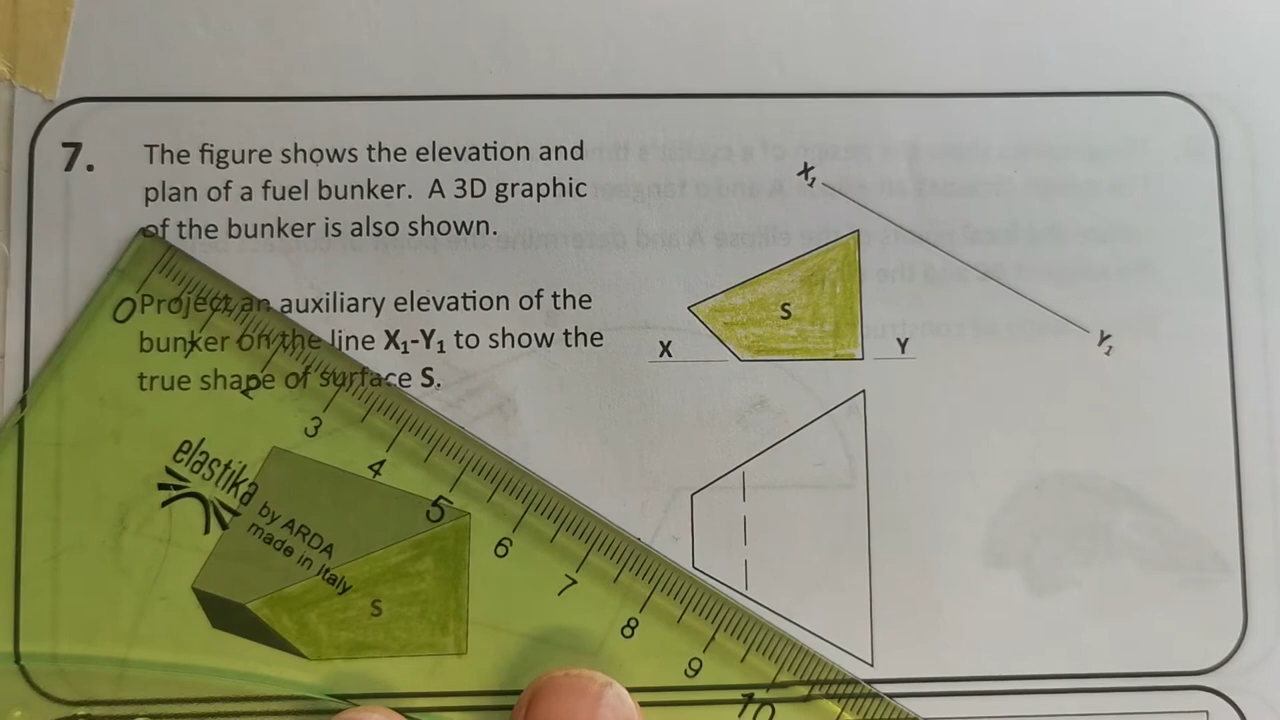 7.
The figure shows the elevation and
plan of a fuel bunker. A 3D graphic
of the bunker is also shown.
Project an auxiliary elevation of the
bunker on the line X₁-Y₁ to show the
true shape of surface S.
X₁
Y₁
S
X
Y
S
0
2
3
4
5
6
7
8
9
10
elastika
by ARDA
made in Italy